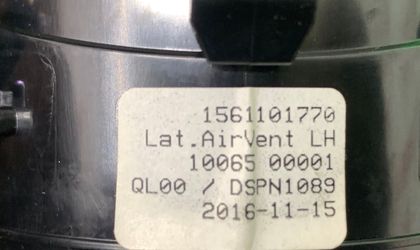 1561101770
Lat.AirVent LH
10065 00001
QL00 / DSPN1089
2016-11-15